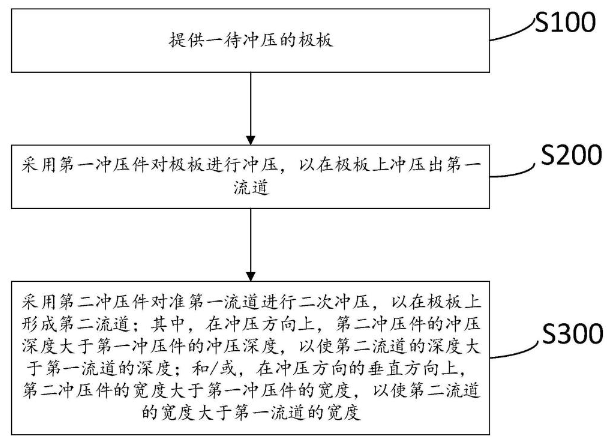 提供一待冲压的极板
S100
采用第一冲压件对极板进行冲压，以在极板上冲压出第一
流道
S200
采用第二冲压件对准第一流道进行二次冲压，以在极板上
形成第二流道；其中，在冲压方向上，第二冲压件的冲压
深度大于第一冲压件的冲压深度，以使第二流道的深度大
于第一流道的深度；和/或，在冲压方向的垂直方向上，
第二冲压件的宽度大于第一冲压件的宽度，以使第二流道
的宽度大于第一流道的宽度
S300